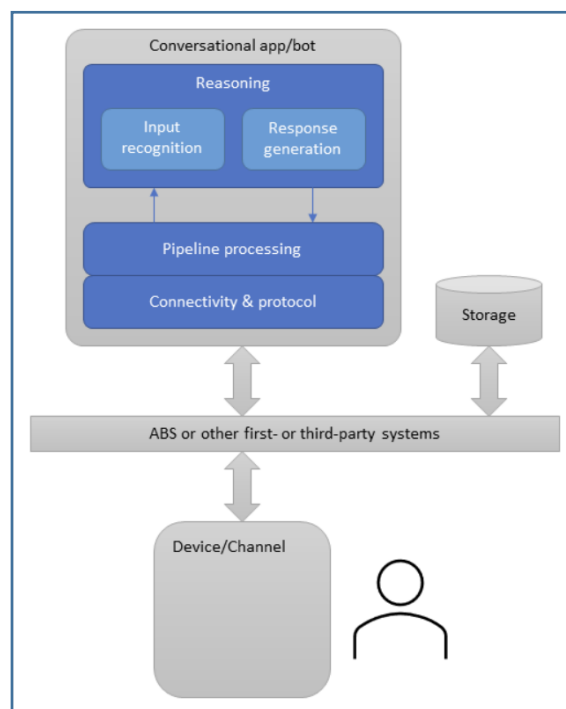 Conversational app/bot
Reasoning
Input
recognition
Response
generation
Pipeline processing
Connectivity & protocol
Storage
ABS or other first- or third-party systems
Device/Channel